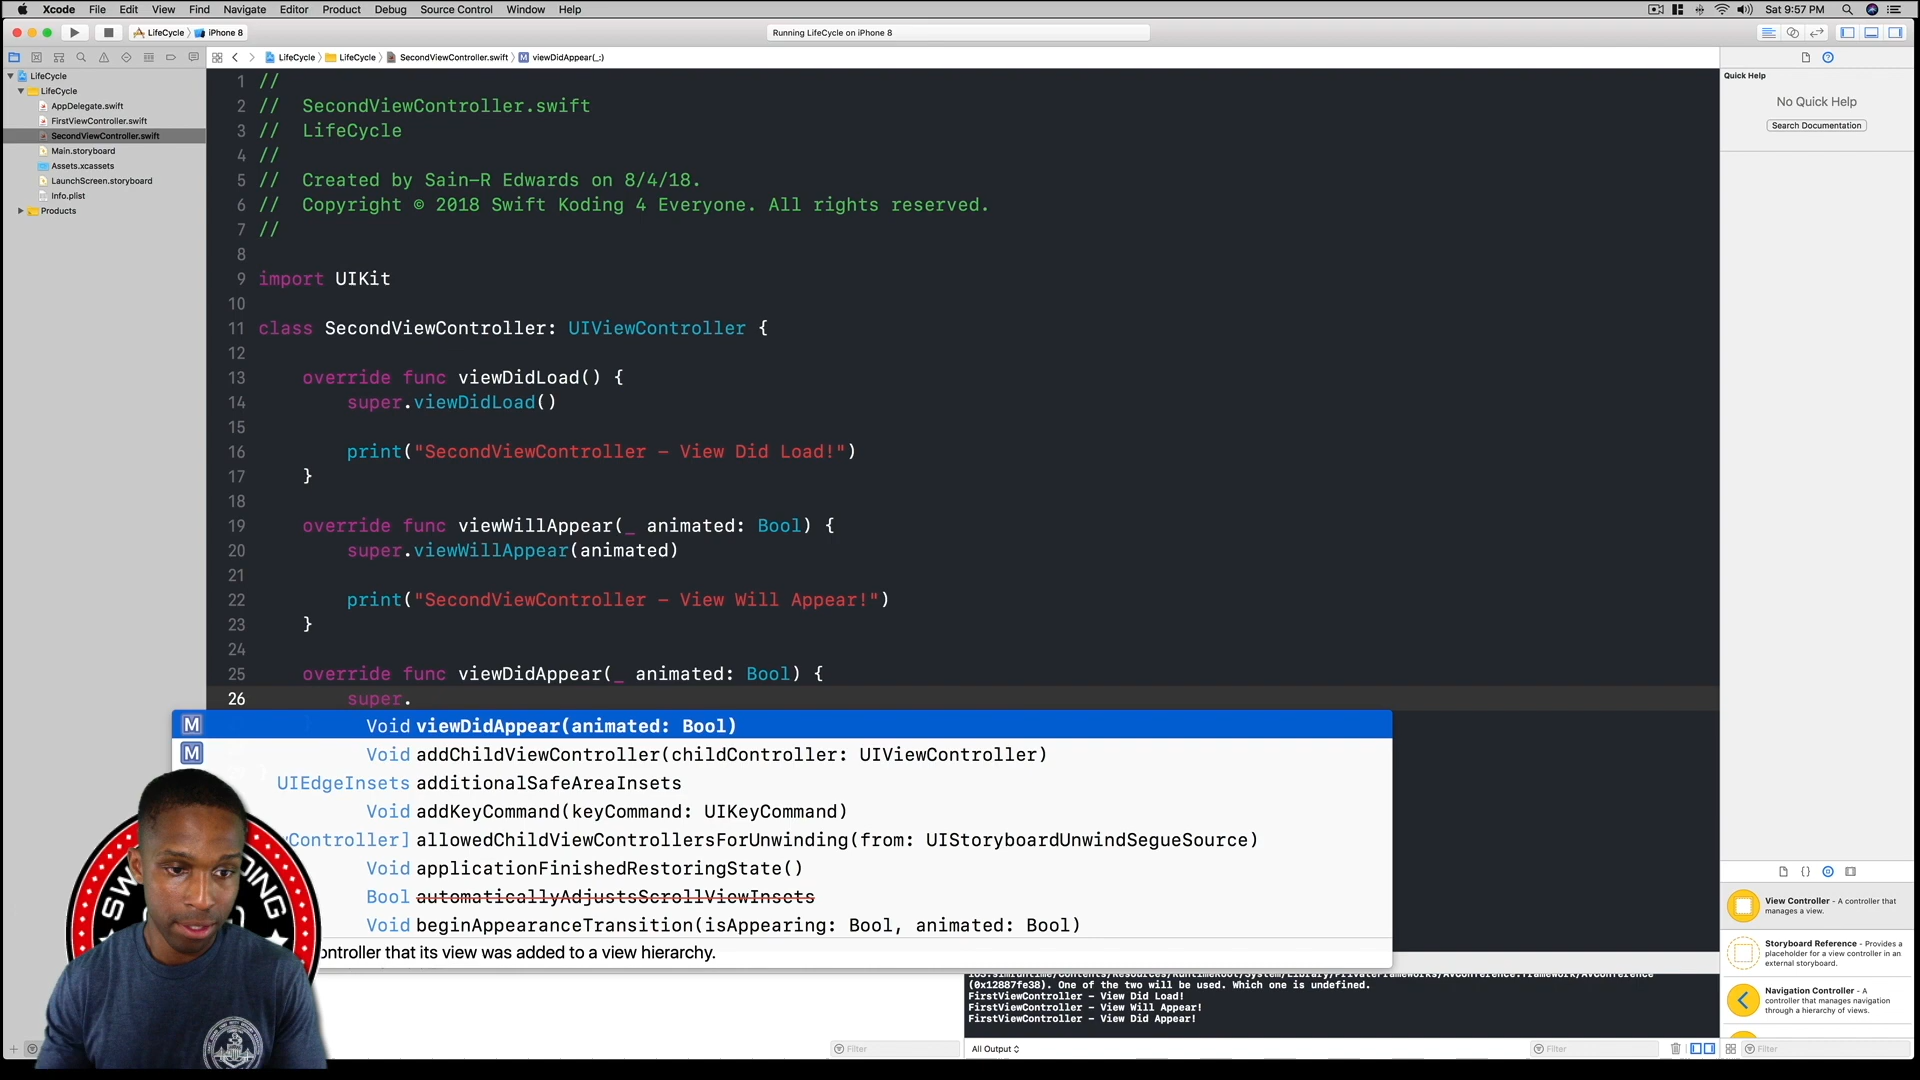 Xcode File Edit View Find Navigate Editor Product Debug Source Control Window Help
Sat 9:57 PM
LifeCycle iPhone 8
Running LifeCycle on iPhone 8
LifeCycle LifeCycle SecondViewController.swift M viewDidAppear(_:)
LifeCycle
LifeCycle
AppDelegate.swift
FirstViewController.swift
SecondViewController.swift
Main.storyboard
Assets.xcassets
LaunchScreen.storyboard
Info.plist
Products
1 //
2 //  SecondViewController.swift
3 //  LifeCycle
4 //
5 //  Created by Sain-R Edwards on 8/4/18.
6 //  Copyright © 2018 Swift Koding 4 Everyone. All rights reserved.
7 //
8
9 import UIKit
10
11 class SecondViewController: UIViewController {
12
13     override func viewDidLoad() {
14         super.viewDidLoad()
15
16         print("SecondViewController – View Did Load!")
17     }
18
19     override func viewWillAppear(_ animated: Bool) {
20         super.viewWillAppear(animated)
21
22         print("SecondViewController – View Will Appear!")
23     }
24
25     override func viewDidAppear(_ animated: Bool) {
26         super.
M Void viewDidAppear(animated: Bool)
M Void addChildViewController(childController: UIViewController)
UIEdgeInsets additionalSafeAreaInsets
Void addKeyCommand(keyCommand: UIKeyCommand)
Controller] allowedChildViewControllersForUnwinding(from: UIStoryboardUnwindSegueSource)
Void applicationFinishedRestoringState()
Bool automaticallyAdjustsScrollViewInsets
Void beginAppearanceTransition(isAppearing: Bool, animated: Bool)
ontroller that its view was added to a view hierarchy.
(0x12887fe38). One of the two will be used. Which one is undefined.
FirstViewController – View Did Load!
FirstViewController – View Will Appear!
FirstViewController – View Did Appear!
Filter
All Output
Filter
Quick Help
No Quick Help
Search Documentation
View Controller - A controller that
manages a view.
Storyboard Reference - Provides a
placeholder for a view controller in an
external storyboard.
Navigation Controller - A
controller that manages navigation
through a hierarchy of views.
Filter